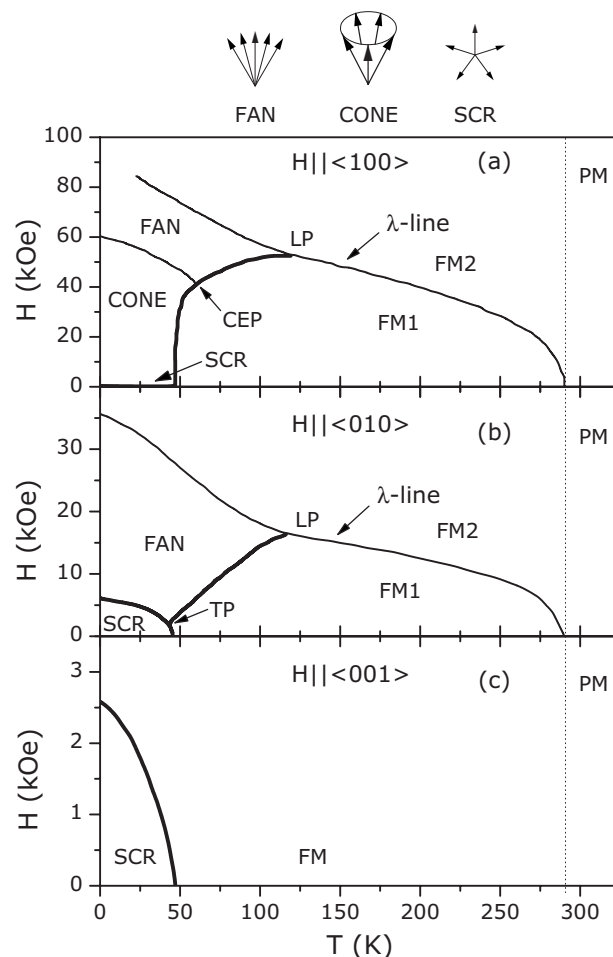 FAN CONE SCR
H||<100> (a) PM
FAN LP λ-line FM2
CONE CEP FM1
SCR
100
80
60
40
20
0
H (kOe)
H||<010> (b) PM
FAN LP λ-line FM2
FM1
SCR TP
30
20
10
0
H (kOe)
H||<001> (c) PM
SCR FM
3
2
1
0
H (kOe)
0 50 100 150 200 250 300
T (K)